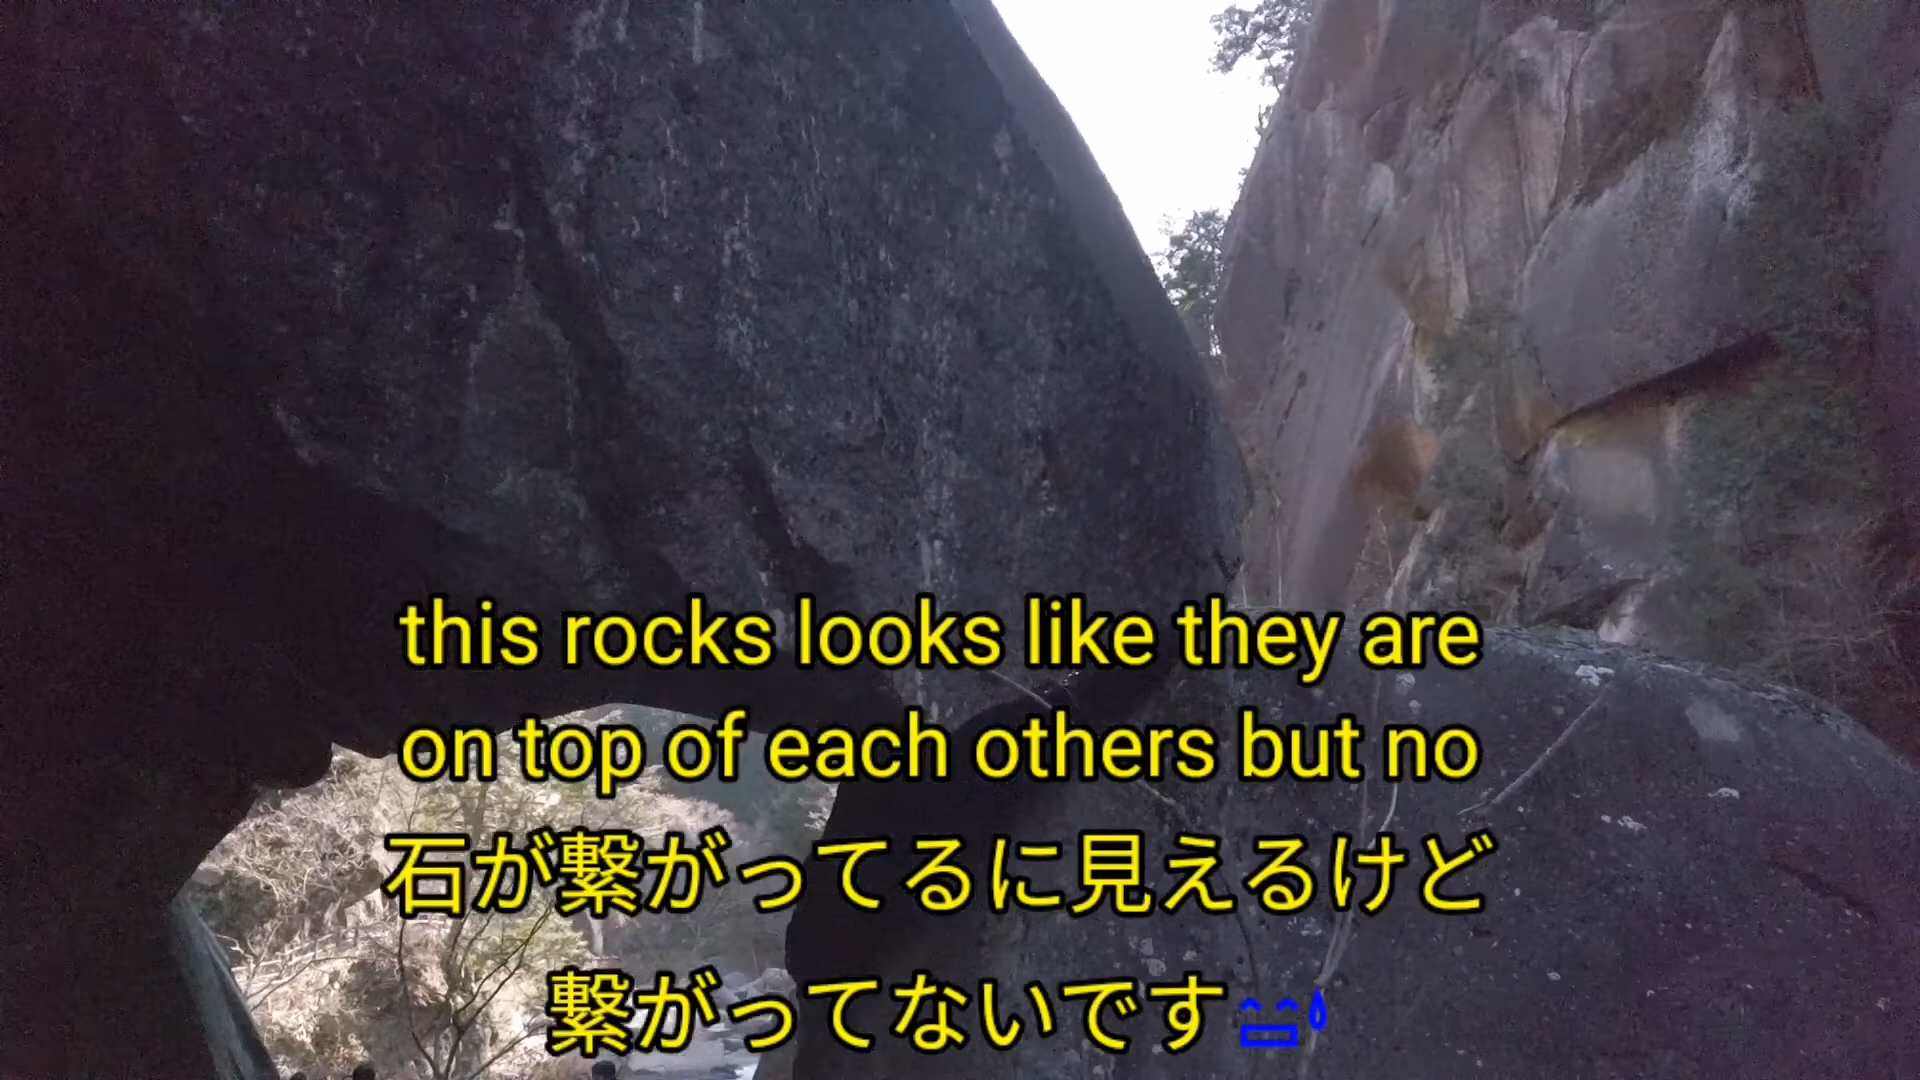 this rocks looks like they are
on top of each others but no
石が繋がってるに見えるけど
繋がってないです